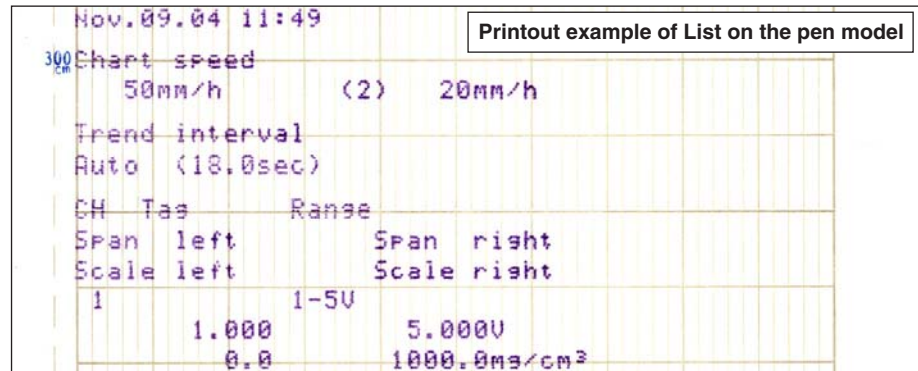 Nov.09.04 11:49
Printout example of List on the pen model
300 cm
Chart speed
50mm/h (2) 20mm/h
Trend interval
Auto (18.0sec)
CH Tag Range
Span left Span right
Scale left Scale right
1 1-5V
1.000 5.000V
0.0 1000.0mg/cm³